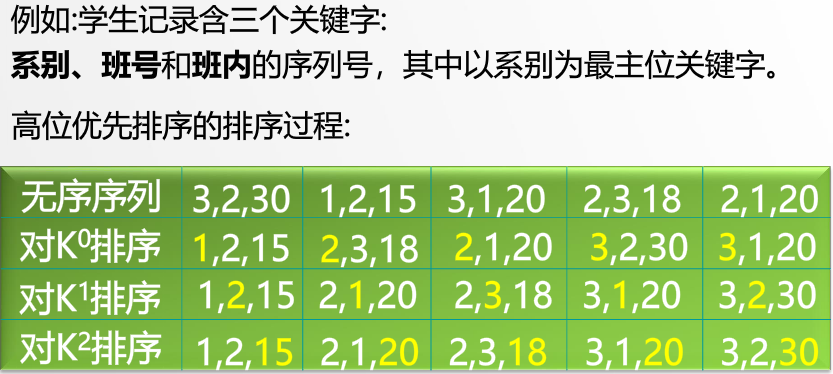 例如:学生记录含三个关键字:
系别、班号和班内的序列号，其中以系别为最主位关键字。
高位优先排序的排序过程:
无序序列 3,2,30 1,2,15 3,1,20 2,3,18 2,1,20
对K⁰排序 1,2,15 2,3,18 2,1,20 3,2,30 3,1,20
对K¹排序 1,2,15 2,1,20 2,3,18 3,1,20 3,2,30
对K²排序 1,2,15 2,1,20 2,3,18 3,1,20 3,2,30